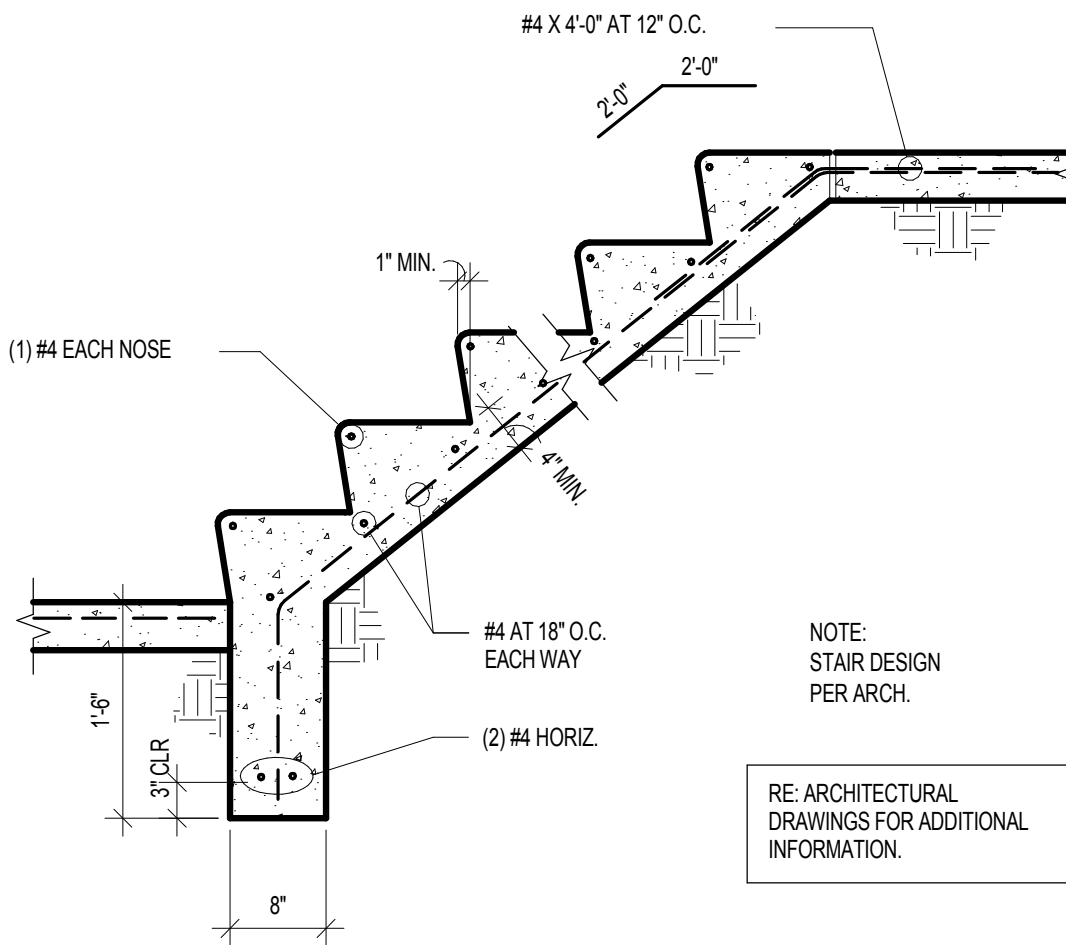 #4 X 4'-0" AT 12" O.C.
2'-0"
2'-0"
1" MIN.
(1) #4 EACH NOSE
4" MIN.
#4 AT 18" O.C.
EACH WAY
NOTE:
STAIR DESIGN
PER ARCH.
1'-6"
3" CLR
(2) #4 HORIZ.
RE: ARCHITECTURAL
DRAWINGS FOR ADDITIONAL
INFORMATION.
8"